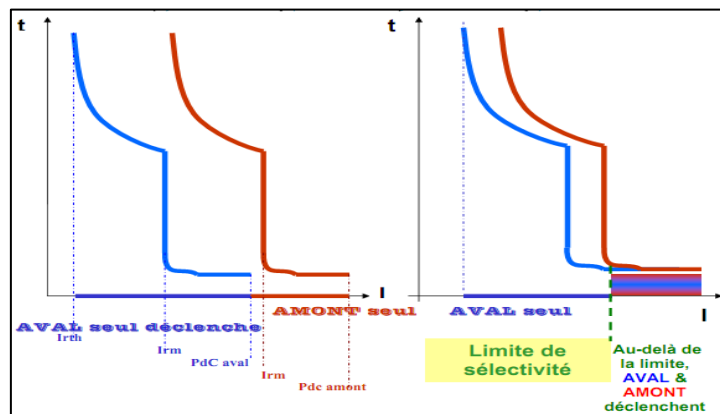 t
I
AVAL seul déclenche
AMONT seul
Irth
Irm
PdC aval
Irm
Pdc amont
t
I
AVAL seul
Limite de
sélectivité
Au-delà de
la limite,
AVAL &
AMONT
déclenchent